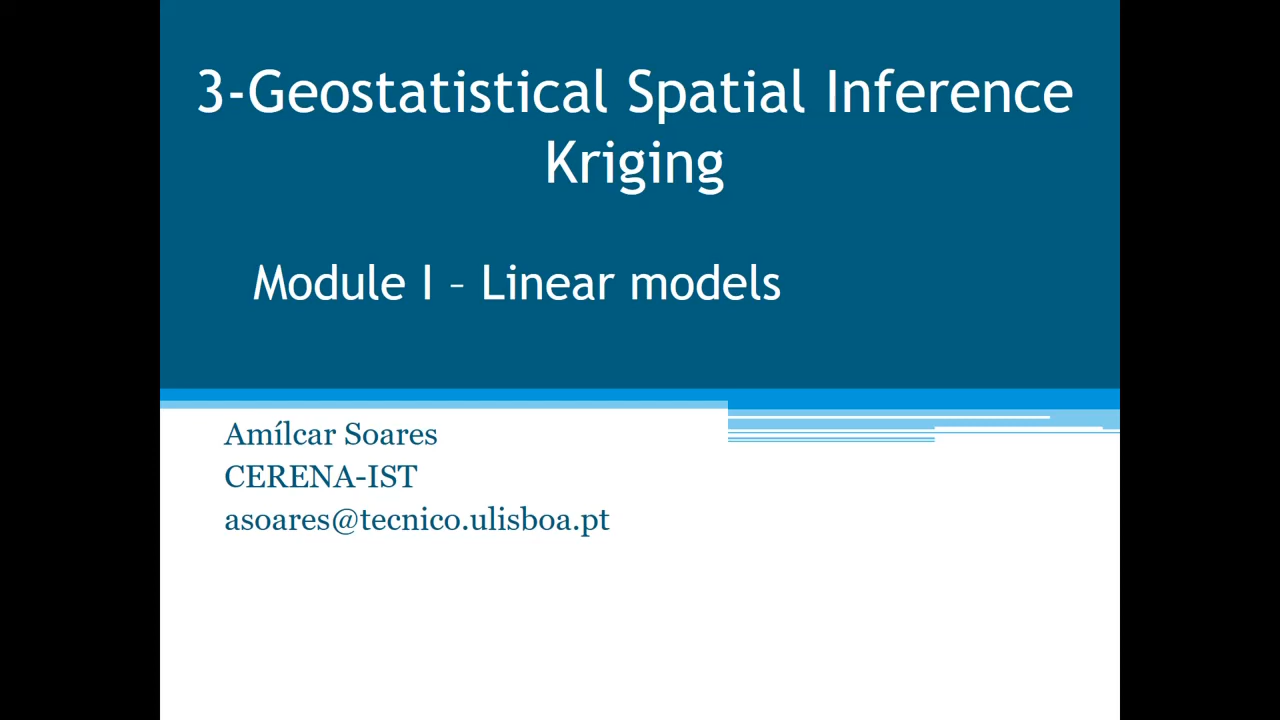 3-Geostatistical Spatial Inference
Kriging
Module I – Linear models
Amílcar Soares
CERENA-IST
asoares@tecnico.ulisboa.pt